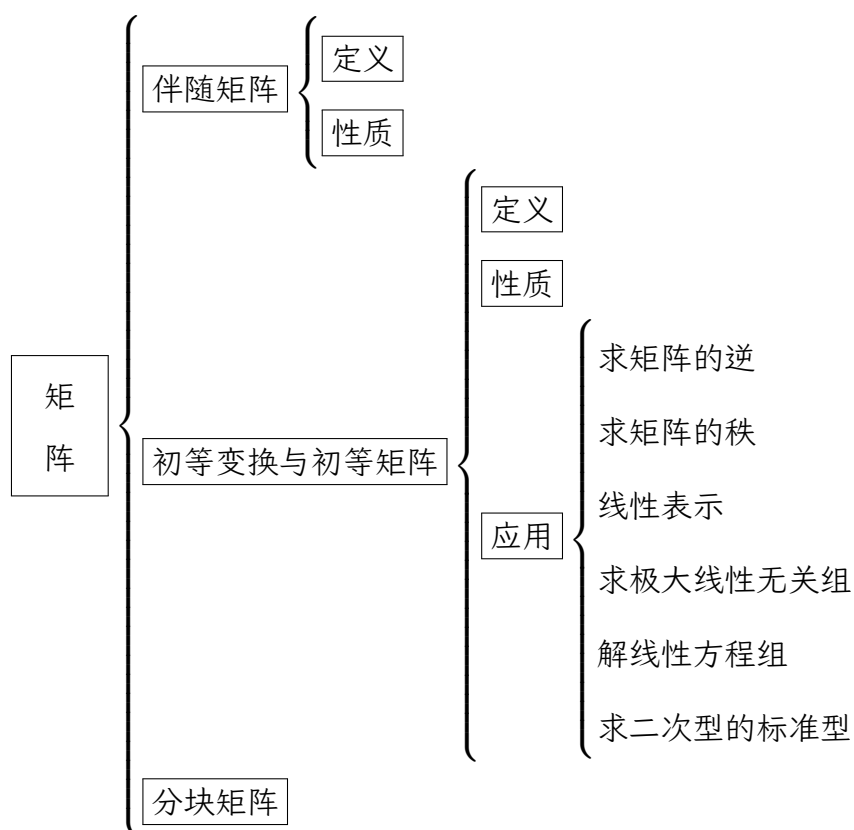 矩
阵
伴随矩阵
定义
性质
初等变换与初等矩阵
定义
性质
应用
求矩阵的逆
求矩阵的秩
线性表示
求极大线性无关组
解线性方程组
求二次型的标准型
分块矩阵